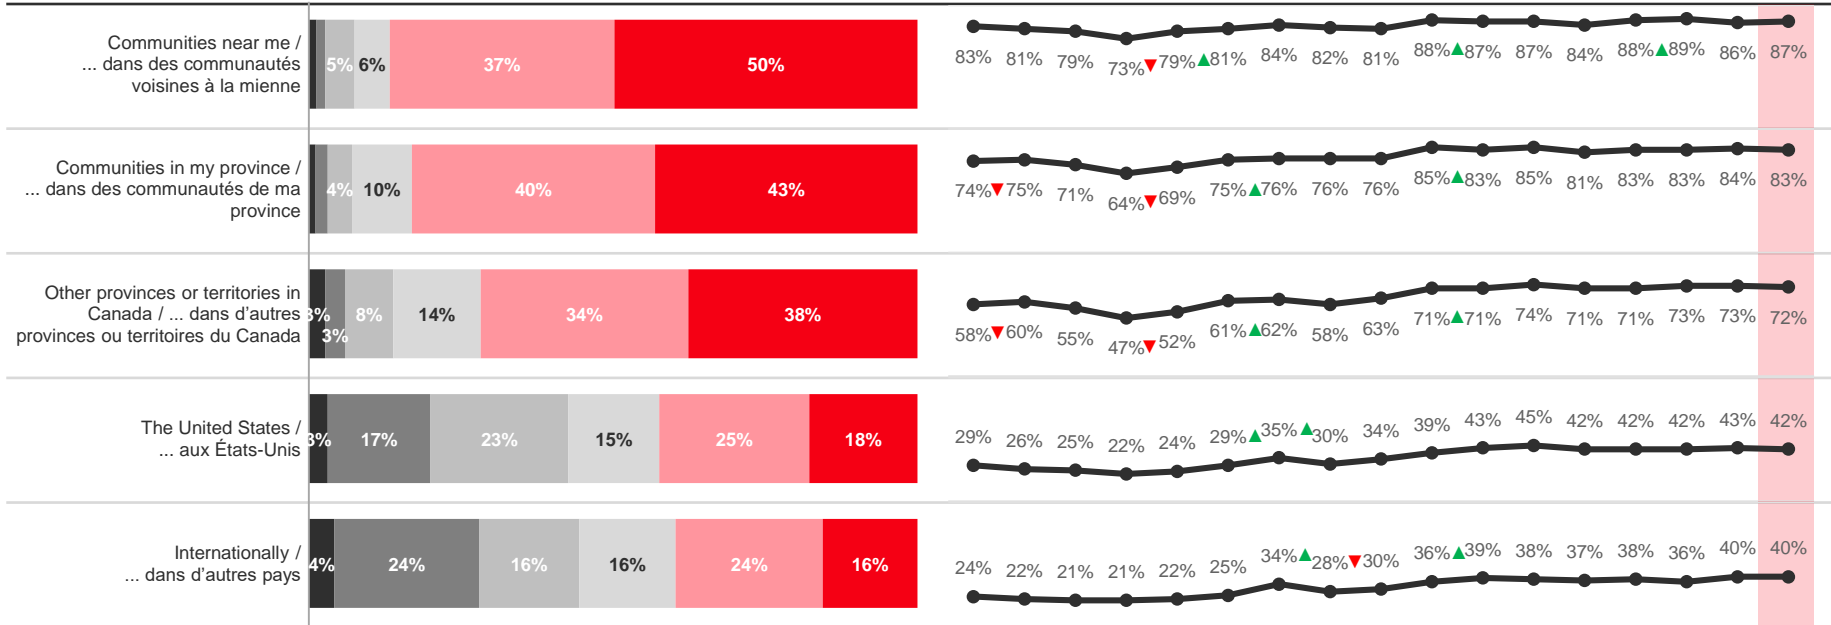 Communities near me /
... dans des communautés
voisines à la mienne
5% 6% 37% 50%
83% 81% 79% 73%▼79%▲81% 84% 82% 81% 88%▲87% 87% 84% 88%▲89% 86% 87%
Communities in my province /
... dans des communautés de ma
province
4% 10% 40% 43%
74%▼75% 71% 64%▼69% 75%▲76% 76% 76% 85%▲83% 85% 81% 83% 83% 84% 83%
Other provinces or territories in
Canada / ... dans d'autres
provinces ou territoires du Canada
3% 3% 8% 14% 34% 38%
58%▼60% 55% 47%▼52% 61%▲62% 58% 63% 71%▲71% 74% 71% 71% 73% 73% 72%
The United States /
... aux États-Unis
3% 17% 23% 15% 25% 18%
29% 26% 25% 22% 24% 29%▲35%▲30% 34% 39% 43% 45% 42% 42% 42% 43% 42%
Internationally /
... dans d'autres pays
4% 24% 16% 16% 24% 16%
24% 22% 21% 21% 22% 25% 34%▲28%▼30% 36%▲39% 38% 37% 38% 36% 40% 40%